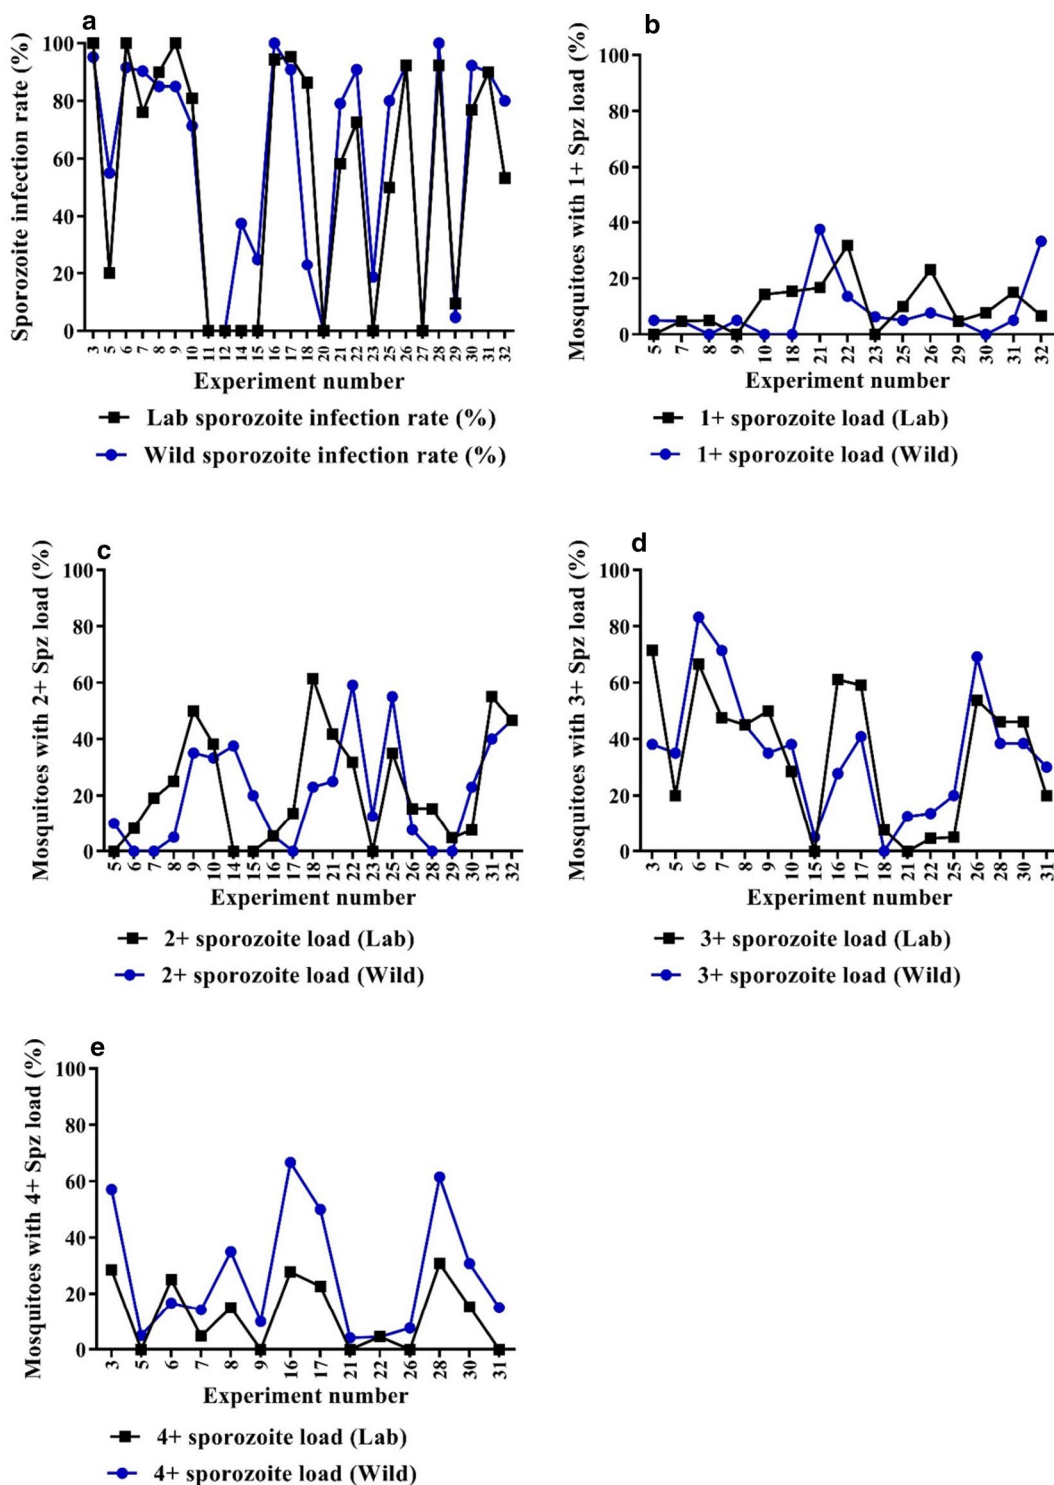 a
Sporozoite infection rate (%)
100
80
60
40
20
0
3 5 6 7 8 9 10 11 12 14 15 16 17 18 20 21 22 23 25 26 27 28 29 30 31 32
Experiment number
Lab sporozoite infection rate (%)
Wild sporozoite infection rate (%)
b
Mosquitoes with 1+ Spz load (%)
100
80
60
40
20
0
5 7 8 9 10 18 21 22 23 25 26 29 30 31 32
Experiment number
1+ sporozoite load (Lab)
1+ sporozoite load (Wild)
c
Mosquitoes with 2+ Spz load (%)
100
80
60
40
20
0
5 6 7 8 9 10 14 15 16 17 18 21 22 23 25 26 28 29 30 31 32
Experiment number
2+ sporozoite load (Lab)
2+ sporozoite load (Wild)
d
Mosquitoes with 3+ Spz load (%)
100
80
60
40
20
0
3 5 6 7 8 9 10 15 16 17 18 21 22 25 26 28 30 31
Experiment number
3+ sporozoite load (Lab)
3+ sporozoite load (Wild)
e
Mosquitoes with 4+ Spz load (%)
100
80
60
40
20
0
3 5 6 7 8 9 16 17 21 22 26 28 30 31
Experiment number
4+ sporozoite load (Lab)
4+ sporozoite load (Wild)